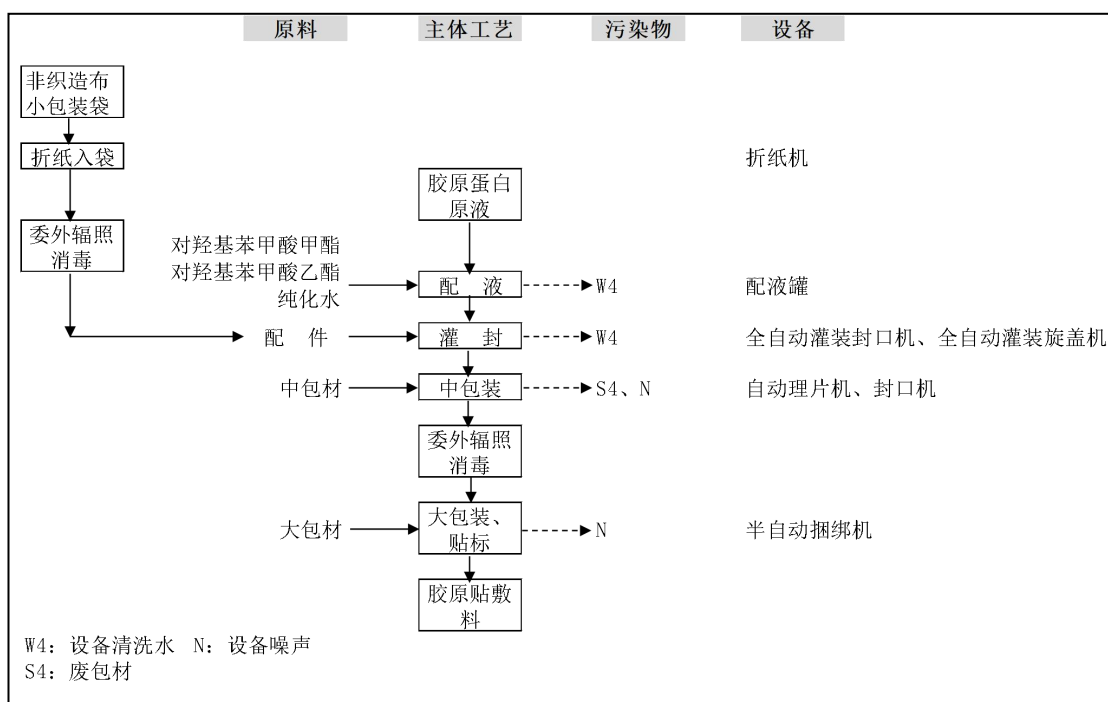 原料 主体工艺 污染物 设备
非织造布
小包装袋
折纸入袋
折纸机
胶原蛋白
原液
委外辐照
消毒
对羟基苯甲酸甲酯
对羟基苯甲酸乙酯
纯化水
配 液
W4
配液罐
配 件
灌 封
W4
全自动灌装封口机、全自动灌装旋盖机
中包材
中包装
S4、N
自动理片机、封口机
委外辐照
消毒
大包材
大包装、
贴标
N
半自动捆绑机
胶原贴敷
料
W4: 设备清洗水 N: 设备噪声
S4: 废包材